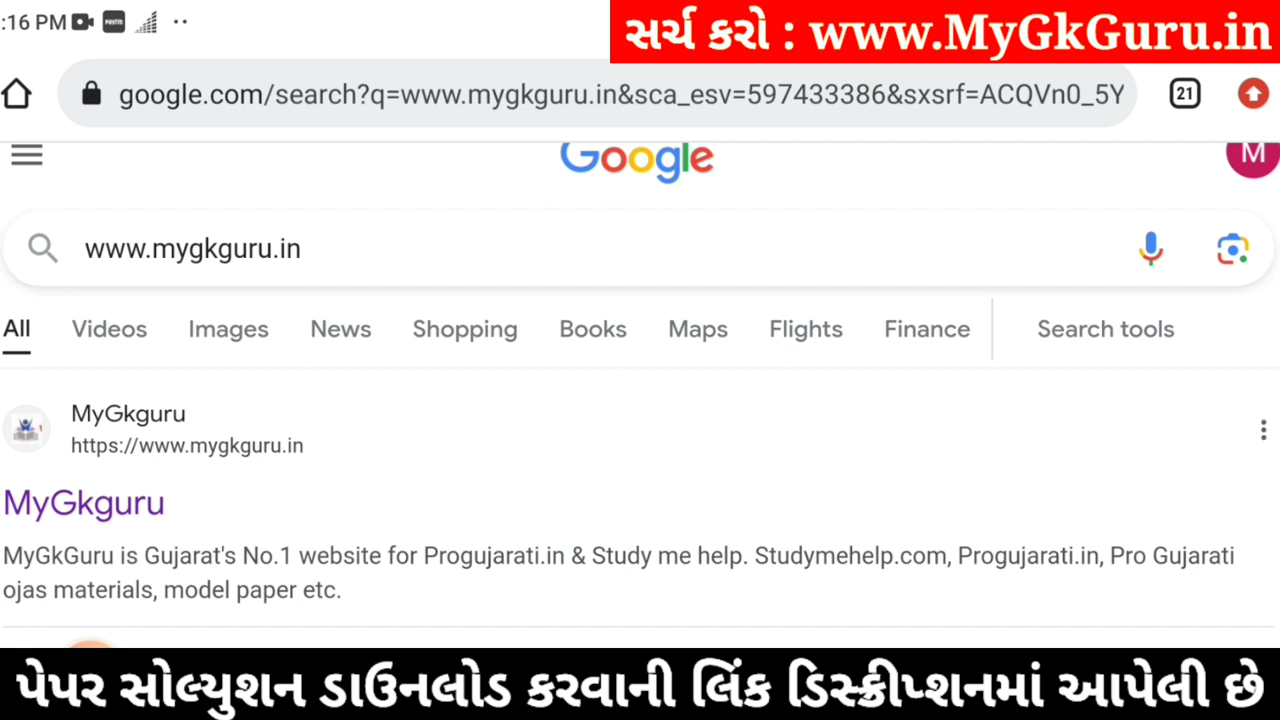 :16 PM
સર્ચ કરો : www.MyGkGuru.in
google.com/search?q=www.mygkguru.in&sca_esv=597433386&sxsrf=ACQVn0_5Y
21
Google
M
www.mygkguru.in
All Videos Images News Shopping Books Maps Flights Finance Search tools
MyGkguru
https://www.mygkguru.in
MyGkguru
MyGkGuru is Gujarat's No.1 website for Progujarati.in & Study me help. Studymehelp.com, Progujarati.in, Pro Gujarati
ojas materials, model paper etc.
પેપર સોલ્યુશન ડાઉનલોડ કરવાની લિંક ડિસ્ક્રીપ્શનમાં આપેલી છે